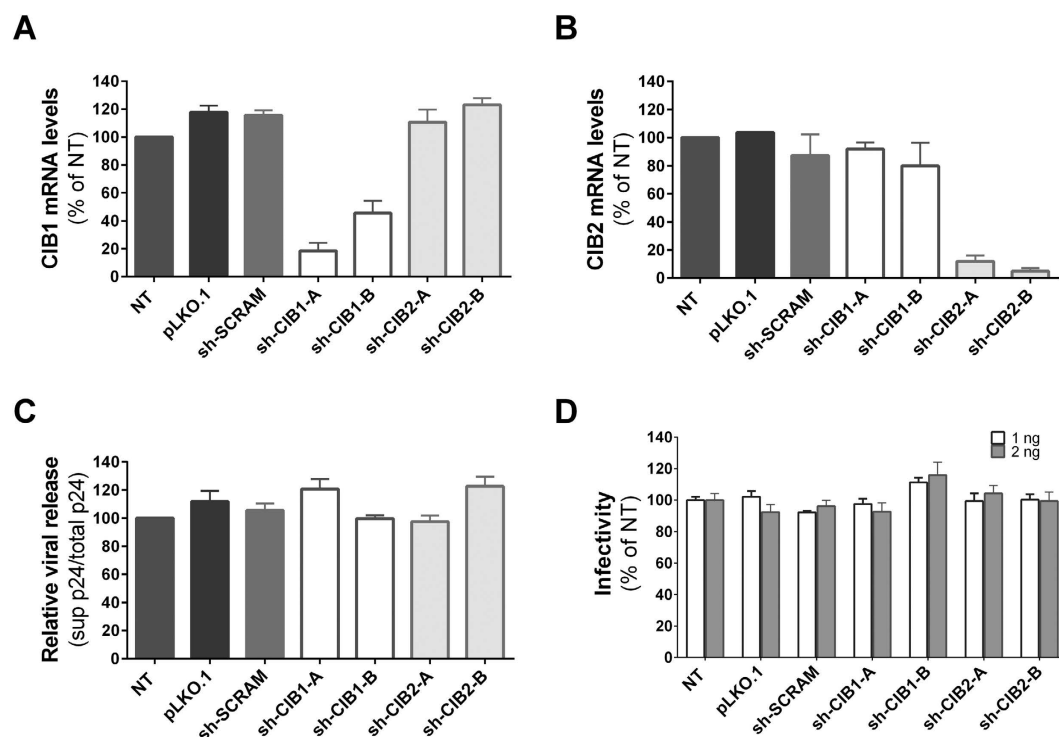 A
CIB1 mRNA levels
(% of NT)
140
120
100
80
60
40
20
0
NT
pLKO.1
sh-SCRAM
sh-CIB1-A
sh-CIB1-B
sh-CIB2-A
sh-CIB2-B
B
CIB2 mRNA levels
(% of NT)
140
120
100
80
60
40
20
0
NT
pLKO.1
sh-SCRAM
sh-CIB1-A
sh-CIB1-B
sh-CIB2-A
sh-CIB2-B
C
Relative viral release
(sup p24/total p24)
140
120
100
80
60
40
20
0
NT
pLKO.1
sh-SCRAM
sh-CIB1-A
sh-CIB1-B
sh-CIB2-A
sh-CIB2-B
D
Infectivity
(% of NT)
140
120
100
80
60
40
20
0
1 ng
2 ng
NT
pLKO.1
sh-SCRAM
sh-CIB1-A
sh-CIB1-B
sh-CIB2-A
sh-CIB2-B